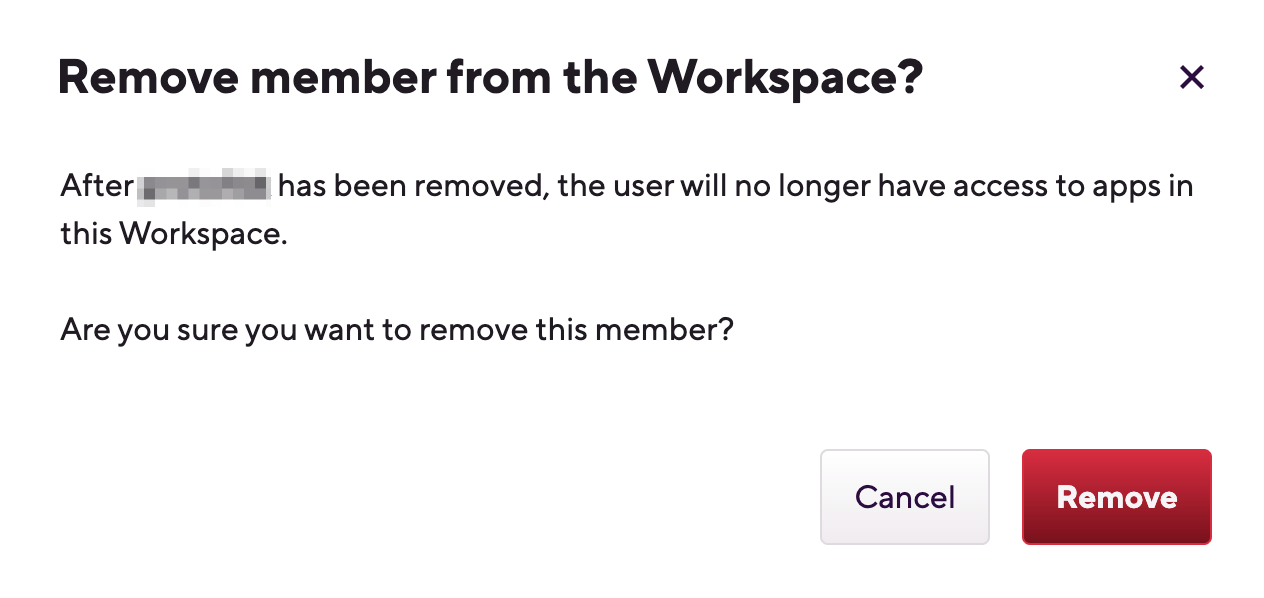 Remove member from the Workspace?
After has been removed, the user will no longer have access to apps in
this Workspace.
Are you sure you want to remove this member?
Cancel
Remove